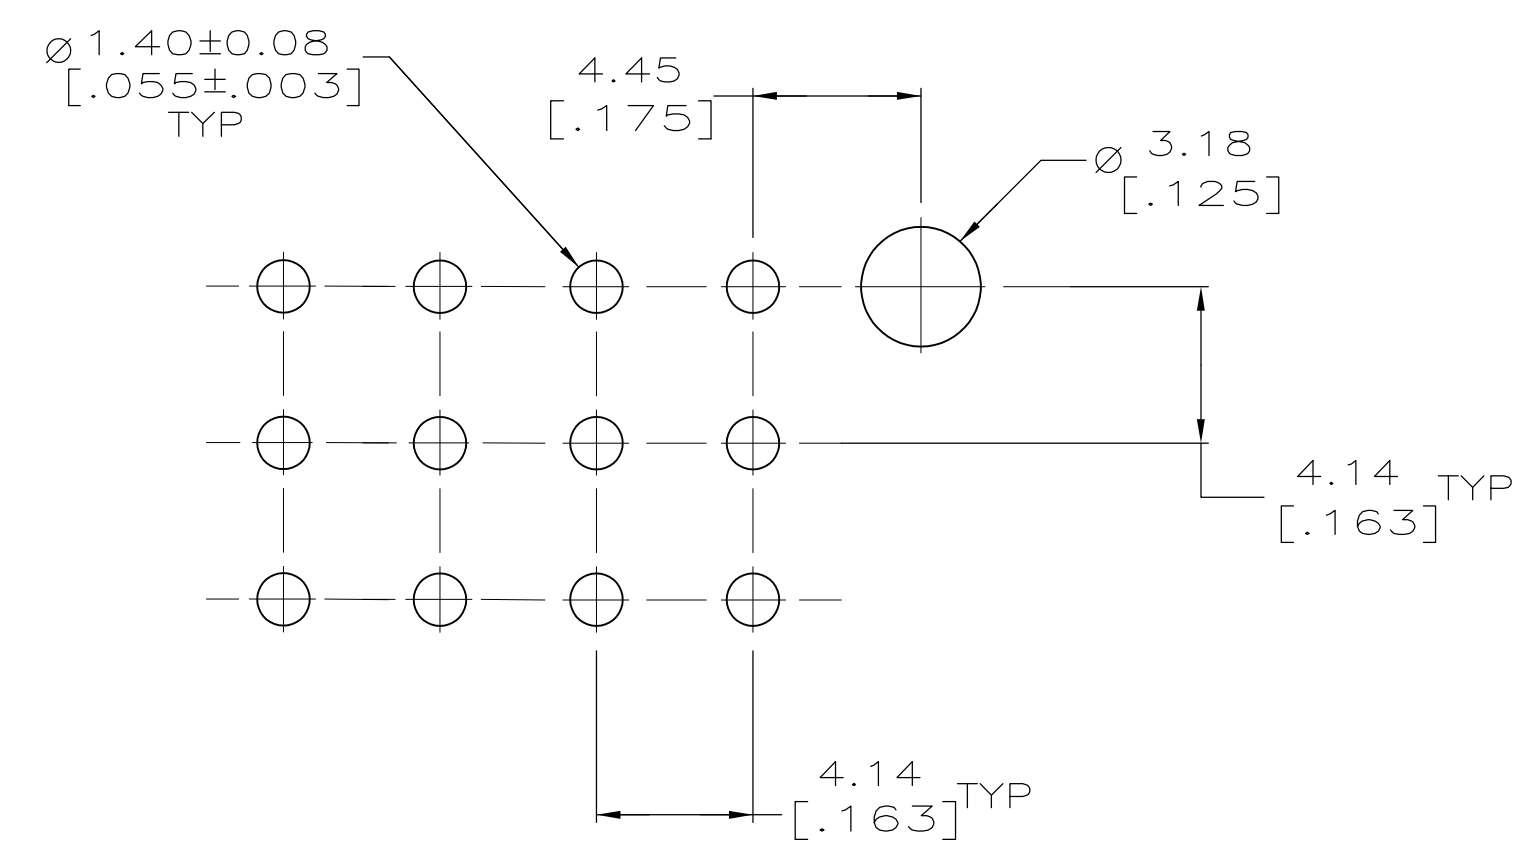 ⌀ 1.40±0.08
[.055±.003]
TYP
4.45
[.175]
⌀ 3.18
[.125]
4.14 TYP
[.163]
4.14 TYP
[.163]